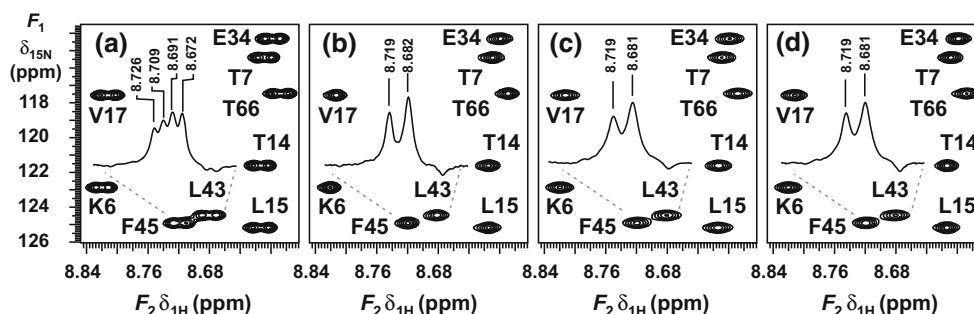 F1
δ15N
(ppm)
116
118
120
122
124
126
(a)
8.726
8.709
8.691
8.672
E34
T7
V17
T66
T14
K6
L43
F45
L15
8.84
8.76
8.68
F2 δ1H (ppm)
(b)
8.719
8.682
E34
T7
V17
T66
T14
K6
L43
F45
L15
8.84
8.76
8.68
F2 δ1H (ppm)
(c)
8.719
8.681
E34
T7
V17
T66
T14
K6
L43
F45
L15
8.84
8.76
8.68
F2 δ1H (ppm)
(d)
8.719
8.681
E34
T7
V17
T66
T14
K6
L43
F45
L15
8.84
8.76
8.68
F2 δ1H (ppm)